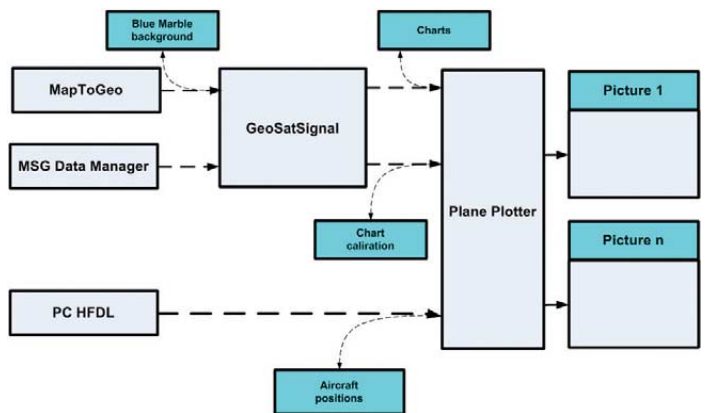 Blue Marble
background
Charts
MapToGeo
GeoSatSignal
Picture 1
MSG Data Manager
Plane Plotter
Chart
caliration
Picture n
PC HFDL
Aircraft
positions